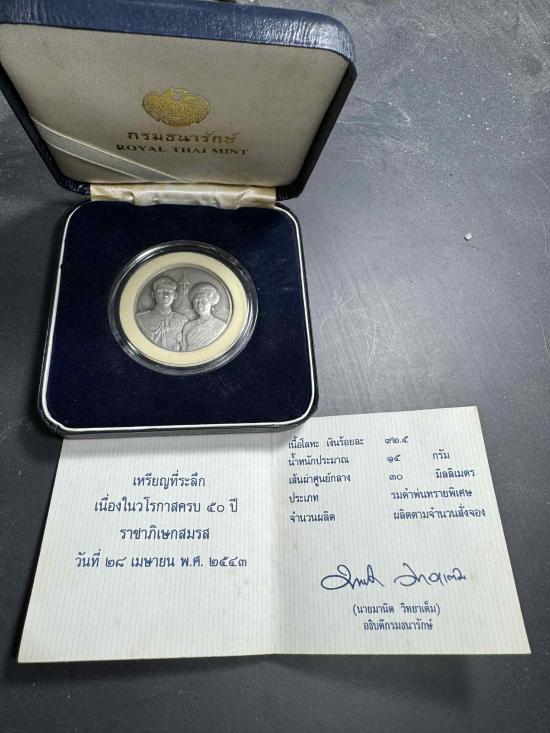 กรมธนารักษ์
ROYAL THAI MINT
เหรียญที่ระลึก
เนื่องในวโรกาสครบ ๕๐ ปี
ราชาภิเษกสมรส
วันที่ ๒๘ เมษายน พ.ศ. ๒๕๔๓
เนื้อโลหะ เงินร้อยละ ๙๒.๕
น้ำหนักประมาณ ๑๕ กรัม
เส้นผ่าศูนย์กลาง ๓๐ มิลลิเมตร
ประเภท รมดำพ่นทรายพิเศษ
จำนวนผลิต ผลิตตามจำนวนสั่งจอง
(นายมานิต วิทยาเต็ม)
อธิบดีกรมธนารักษ์